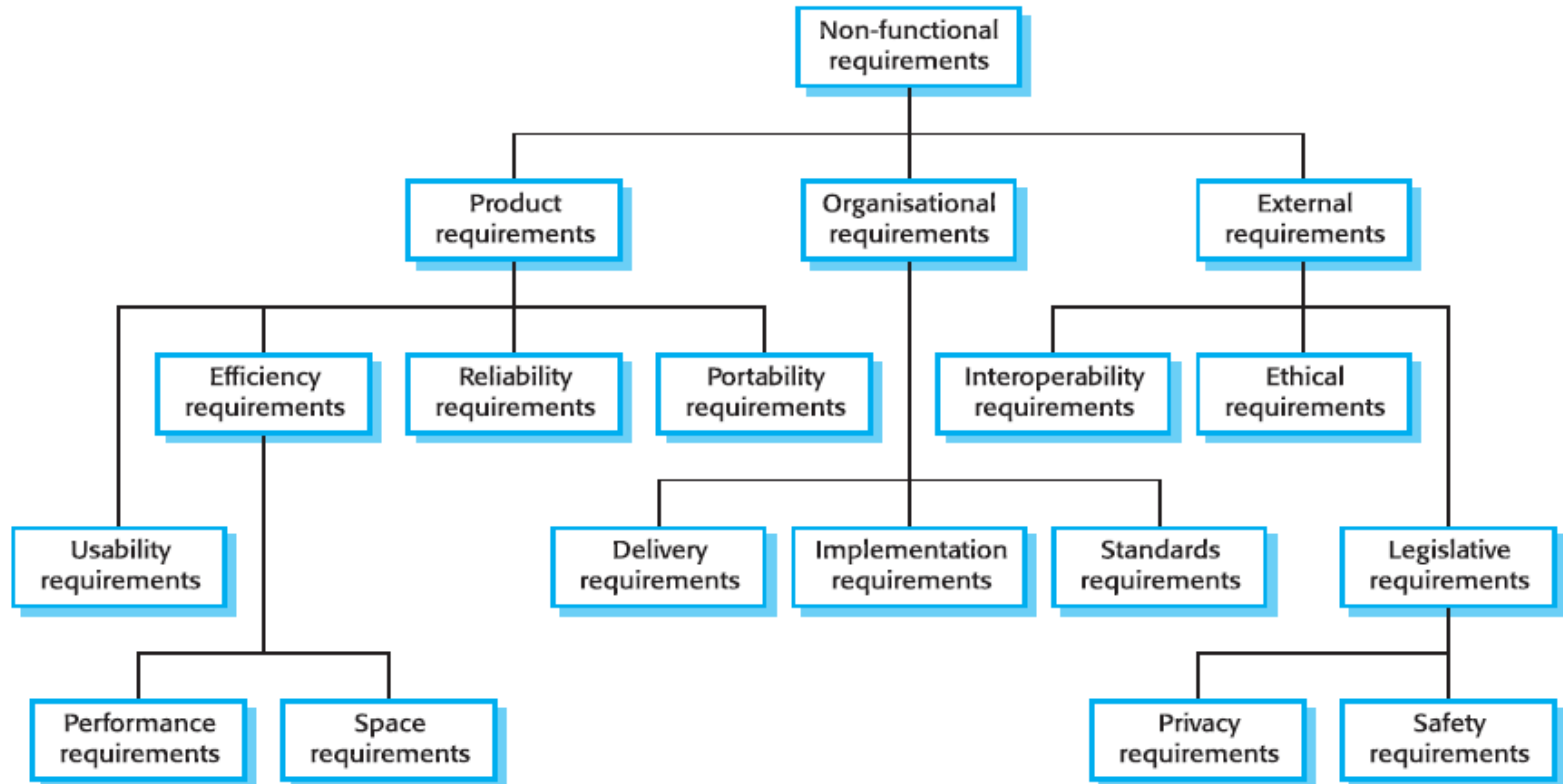 Non-functional
requirements
Product
requirements
Organisational
requirements
External
requirements
Efficiency
requirements
Reliability
requirements
Portability
requirements
Interoperability
requirements
Ethical
requirements
Usability
requirements
Delivery
requirements
Implementation
requirements
Standards
requirements
Legislative
requirements
Performance
requirements
Space
requirements
Privacy
requirements
Safety
requirements